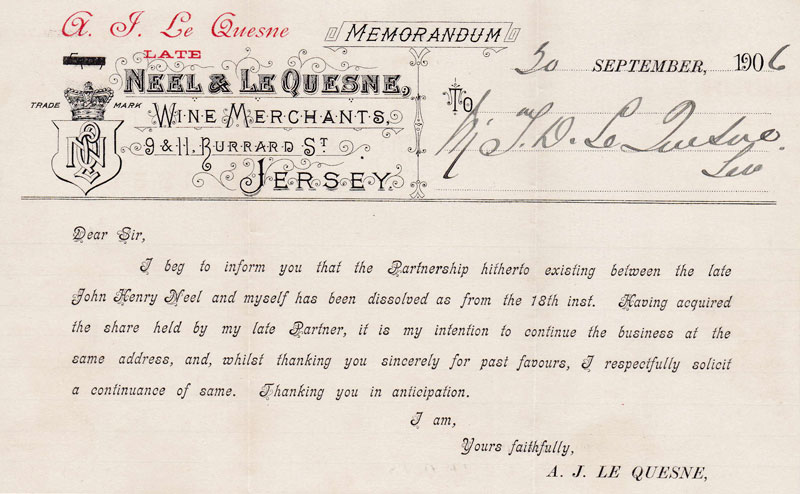 A. J. Le Quesne
LATE
NEEL & LE QUESNE,
WINE MERCHANTS,
9 & 11, BURRARD ST.
JERSEY.
TRADE MARK
MEMORANDUM
20 SEPTEMBER, 1906
TO
J. D. Le Quesne.
Dear Sir,
I beg to inform you that the Partnership hitherto existing between the late
John Henry Neel and myself has been dissolved as from the 18th inst. Having acquired
the share held by my late Partner, it is my intention to continue the business at the
same address, and, whilst thanking you sincerely for past favours, I respectfully solicit
a continuance of same. Thanking you in anticipation.
I am,
Yours faithfully,
A. J. LE QUESNE,